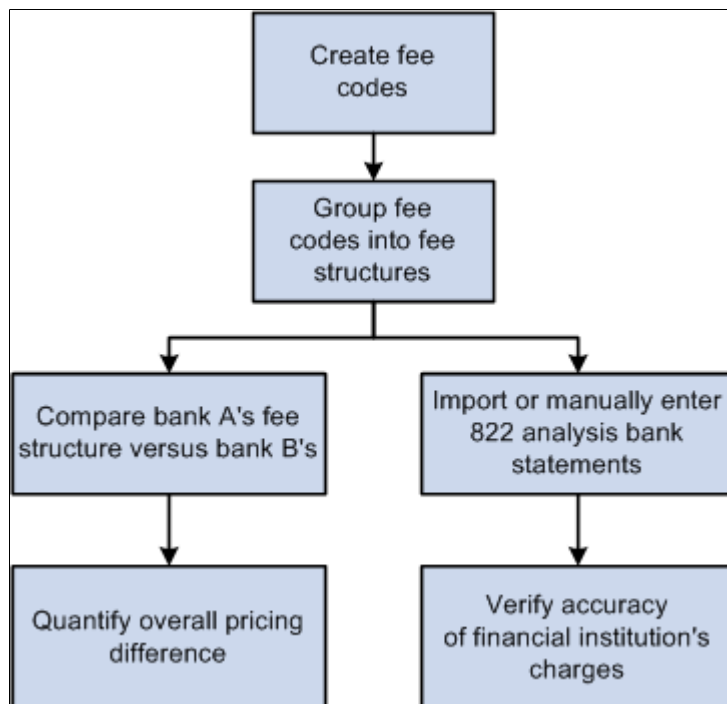 Create fee
codes
Group fee
codes into fee
structures
Compare bank A's fee
structure versus bank B's
Import or manually enter
822 analysis bank
statements
Quantify overall pricing
difference
Verify accuracy
of financial institution's
charges